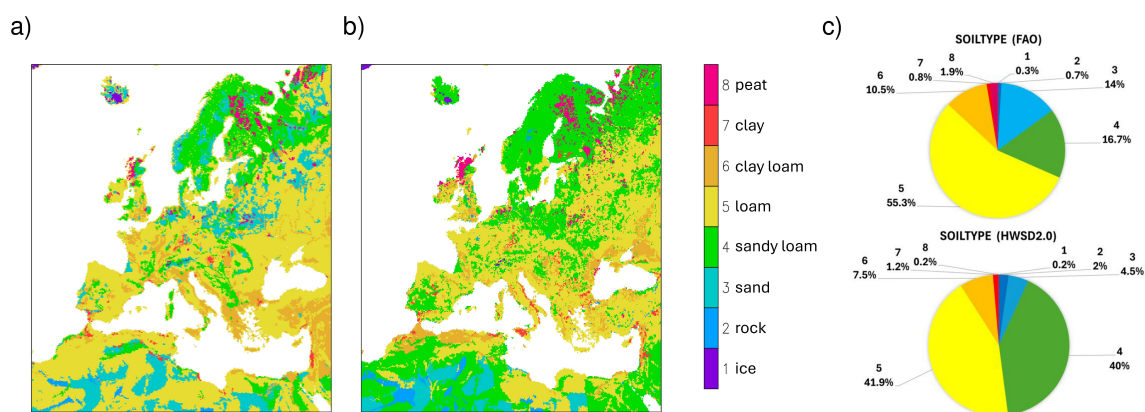 a)
b)
8 peat
7 clay
6 clay loam
5 loam
4 sandy loam
3 sand
2 rock
1 ice
c)
SOILTYPE (FAO)
1
0.3%
2
0.7%
3
14%
4
16.7%
5
55.3%
6
10.5%
7
0.8%
8
1.9%
SOILTYPE (HWSD2.0)
1
0.2%
2
2%
3
4.5%
4
40%
5
41.9%
6
7.5%
7
1.2%
8
0.2%